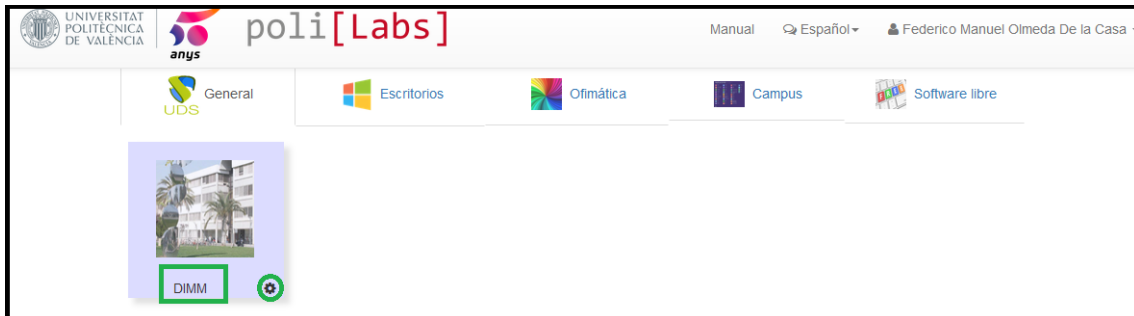 UNIVERSITAT
POLITÈCNICA
DE VALÈNCIA
anys
poli[Labs]
Manual
Español
Federico Manuel Olmeda De la Casa
General
UDS
Escritorios
Ofimática
Campus
Software libre
DIMM